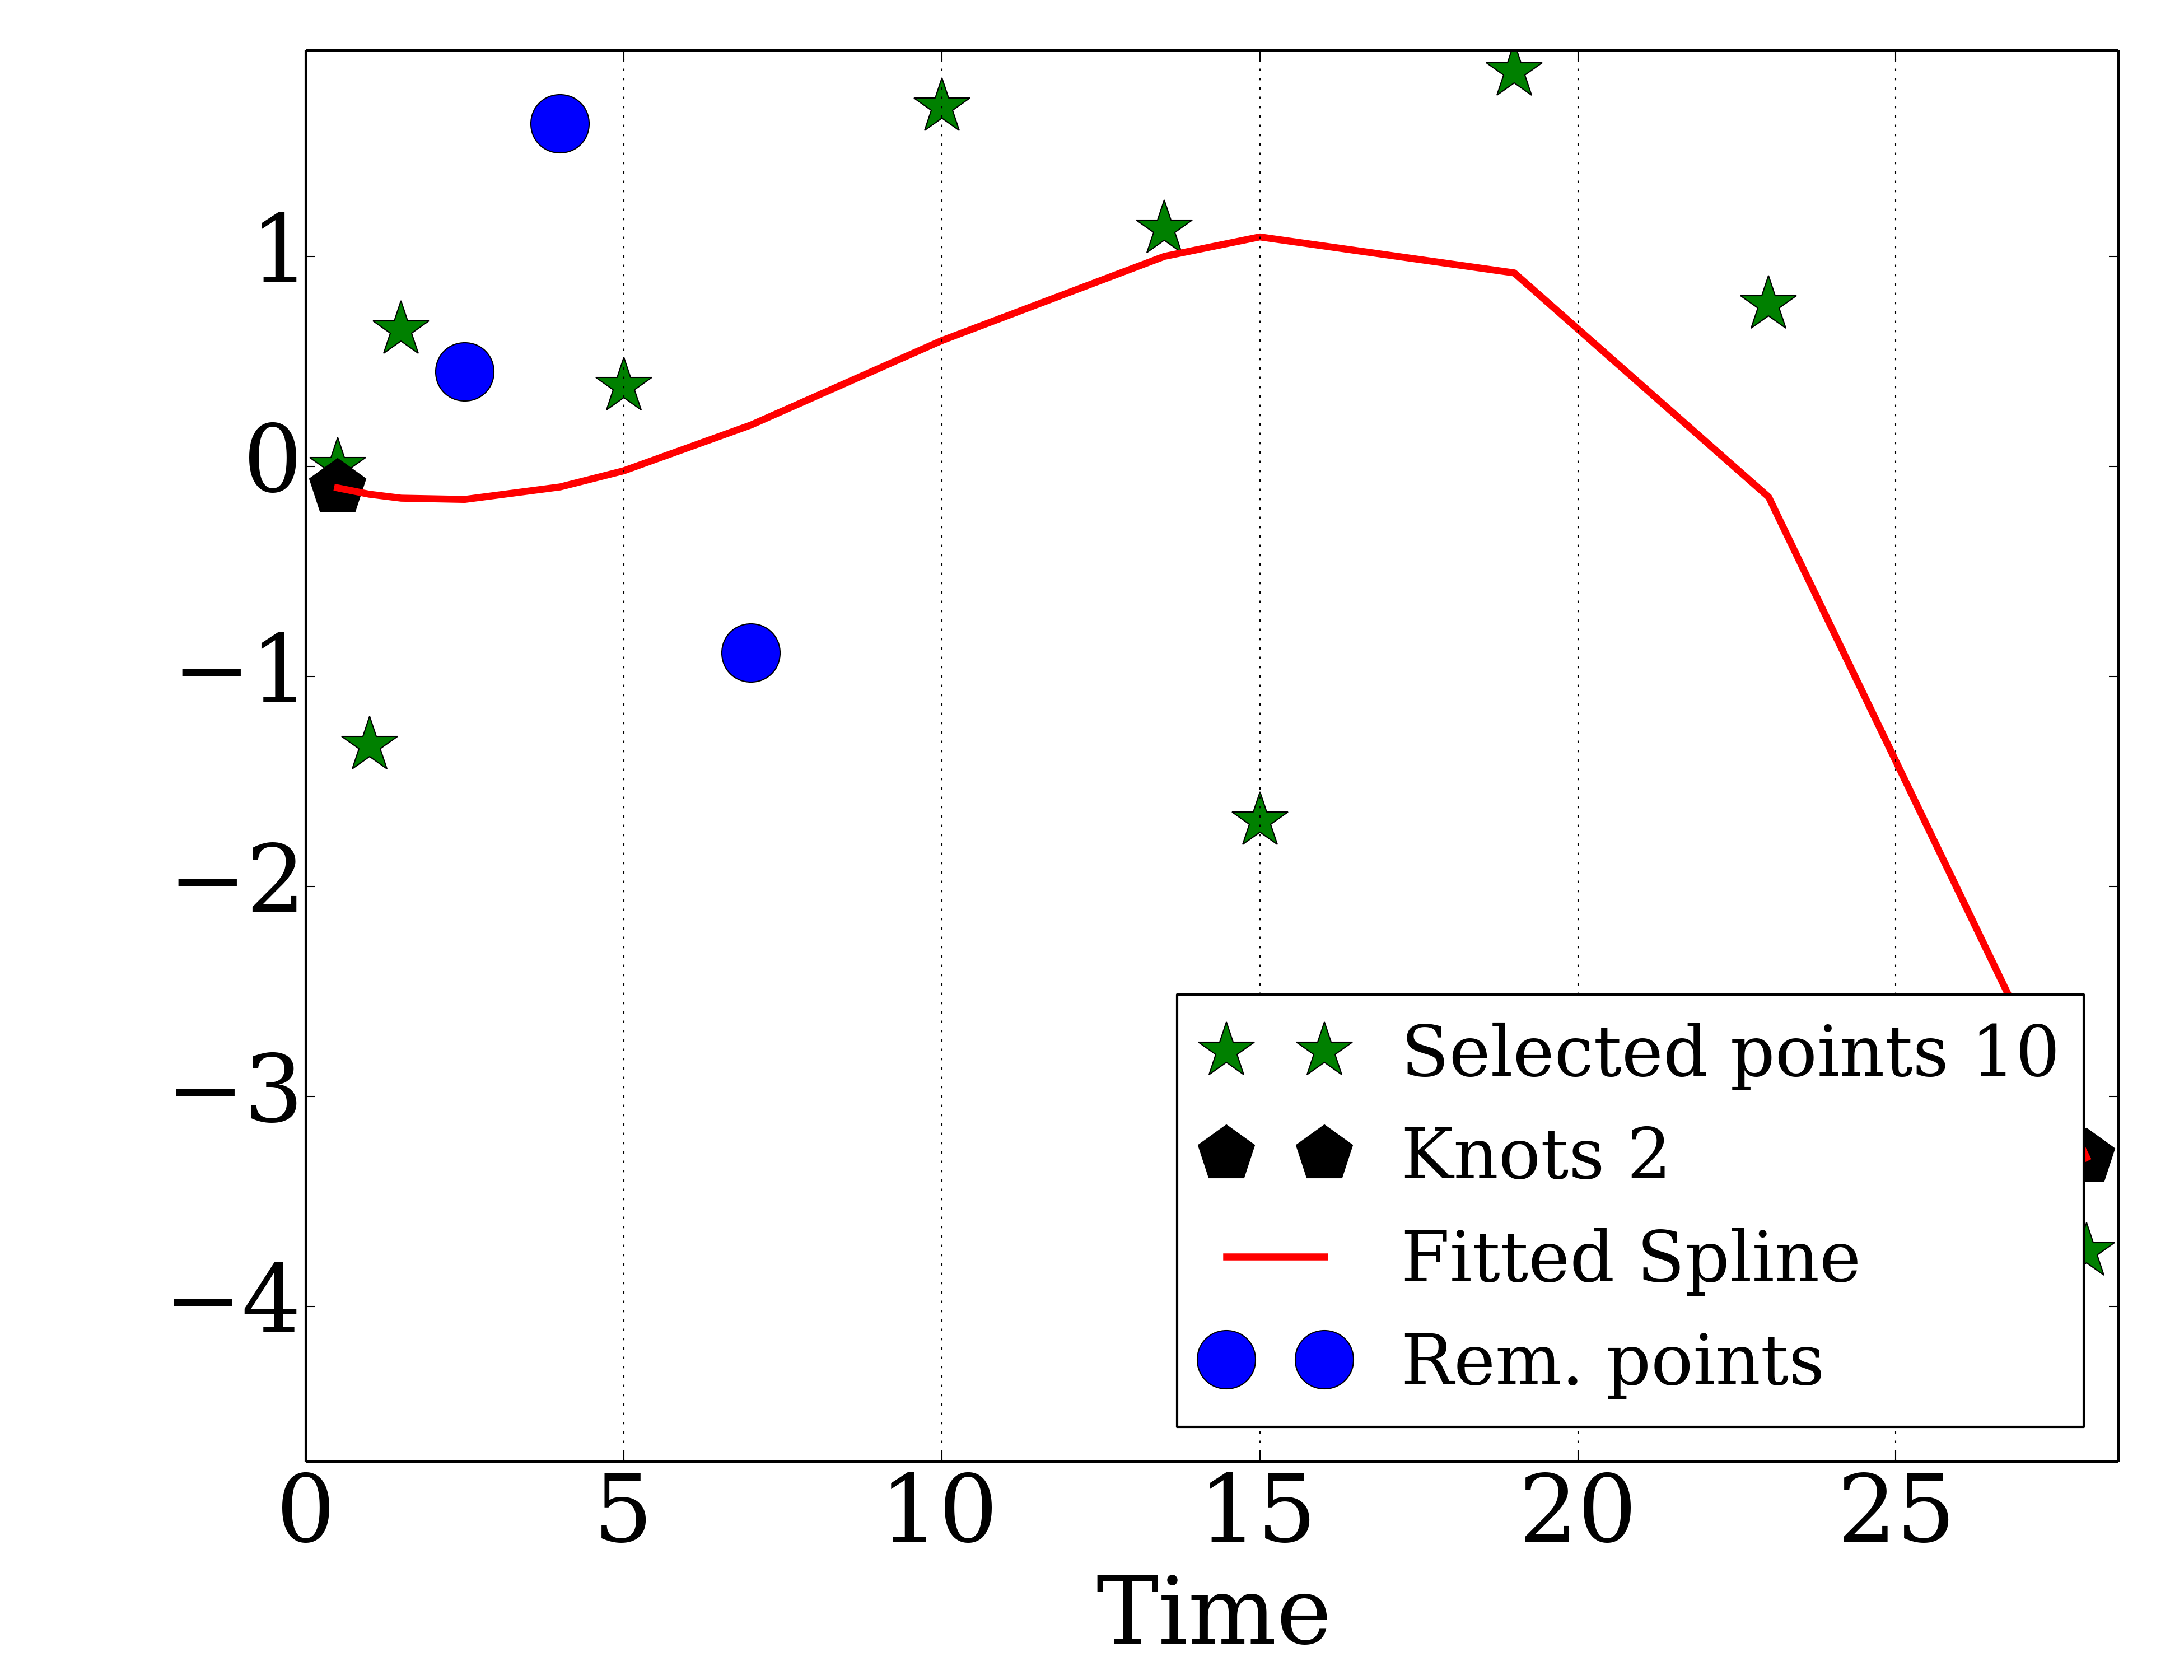 1
0
−1
−2
−3
−4
Selected points 10
Knots 2
Fitted Spline
Rem. points
0 5 10 15 20 25
Time